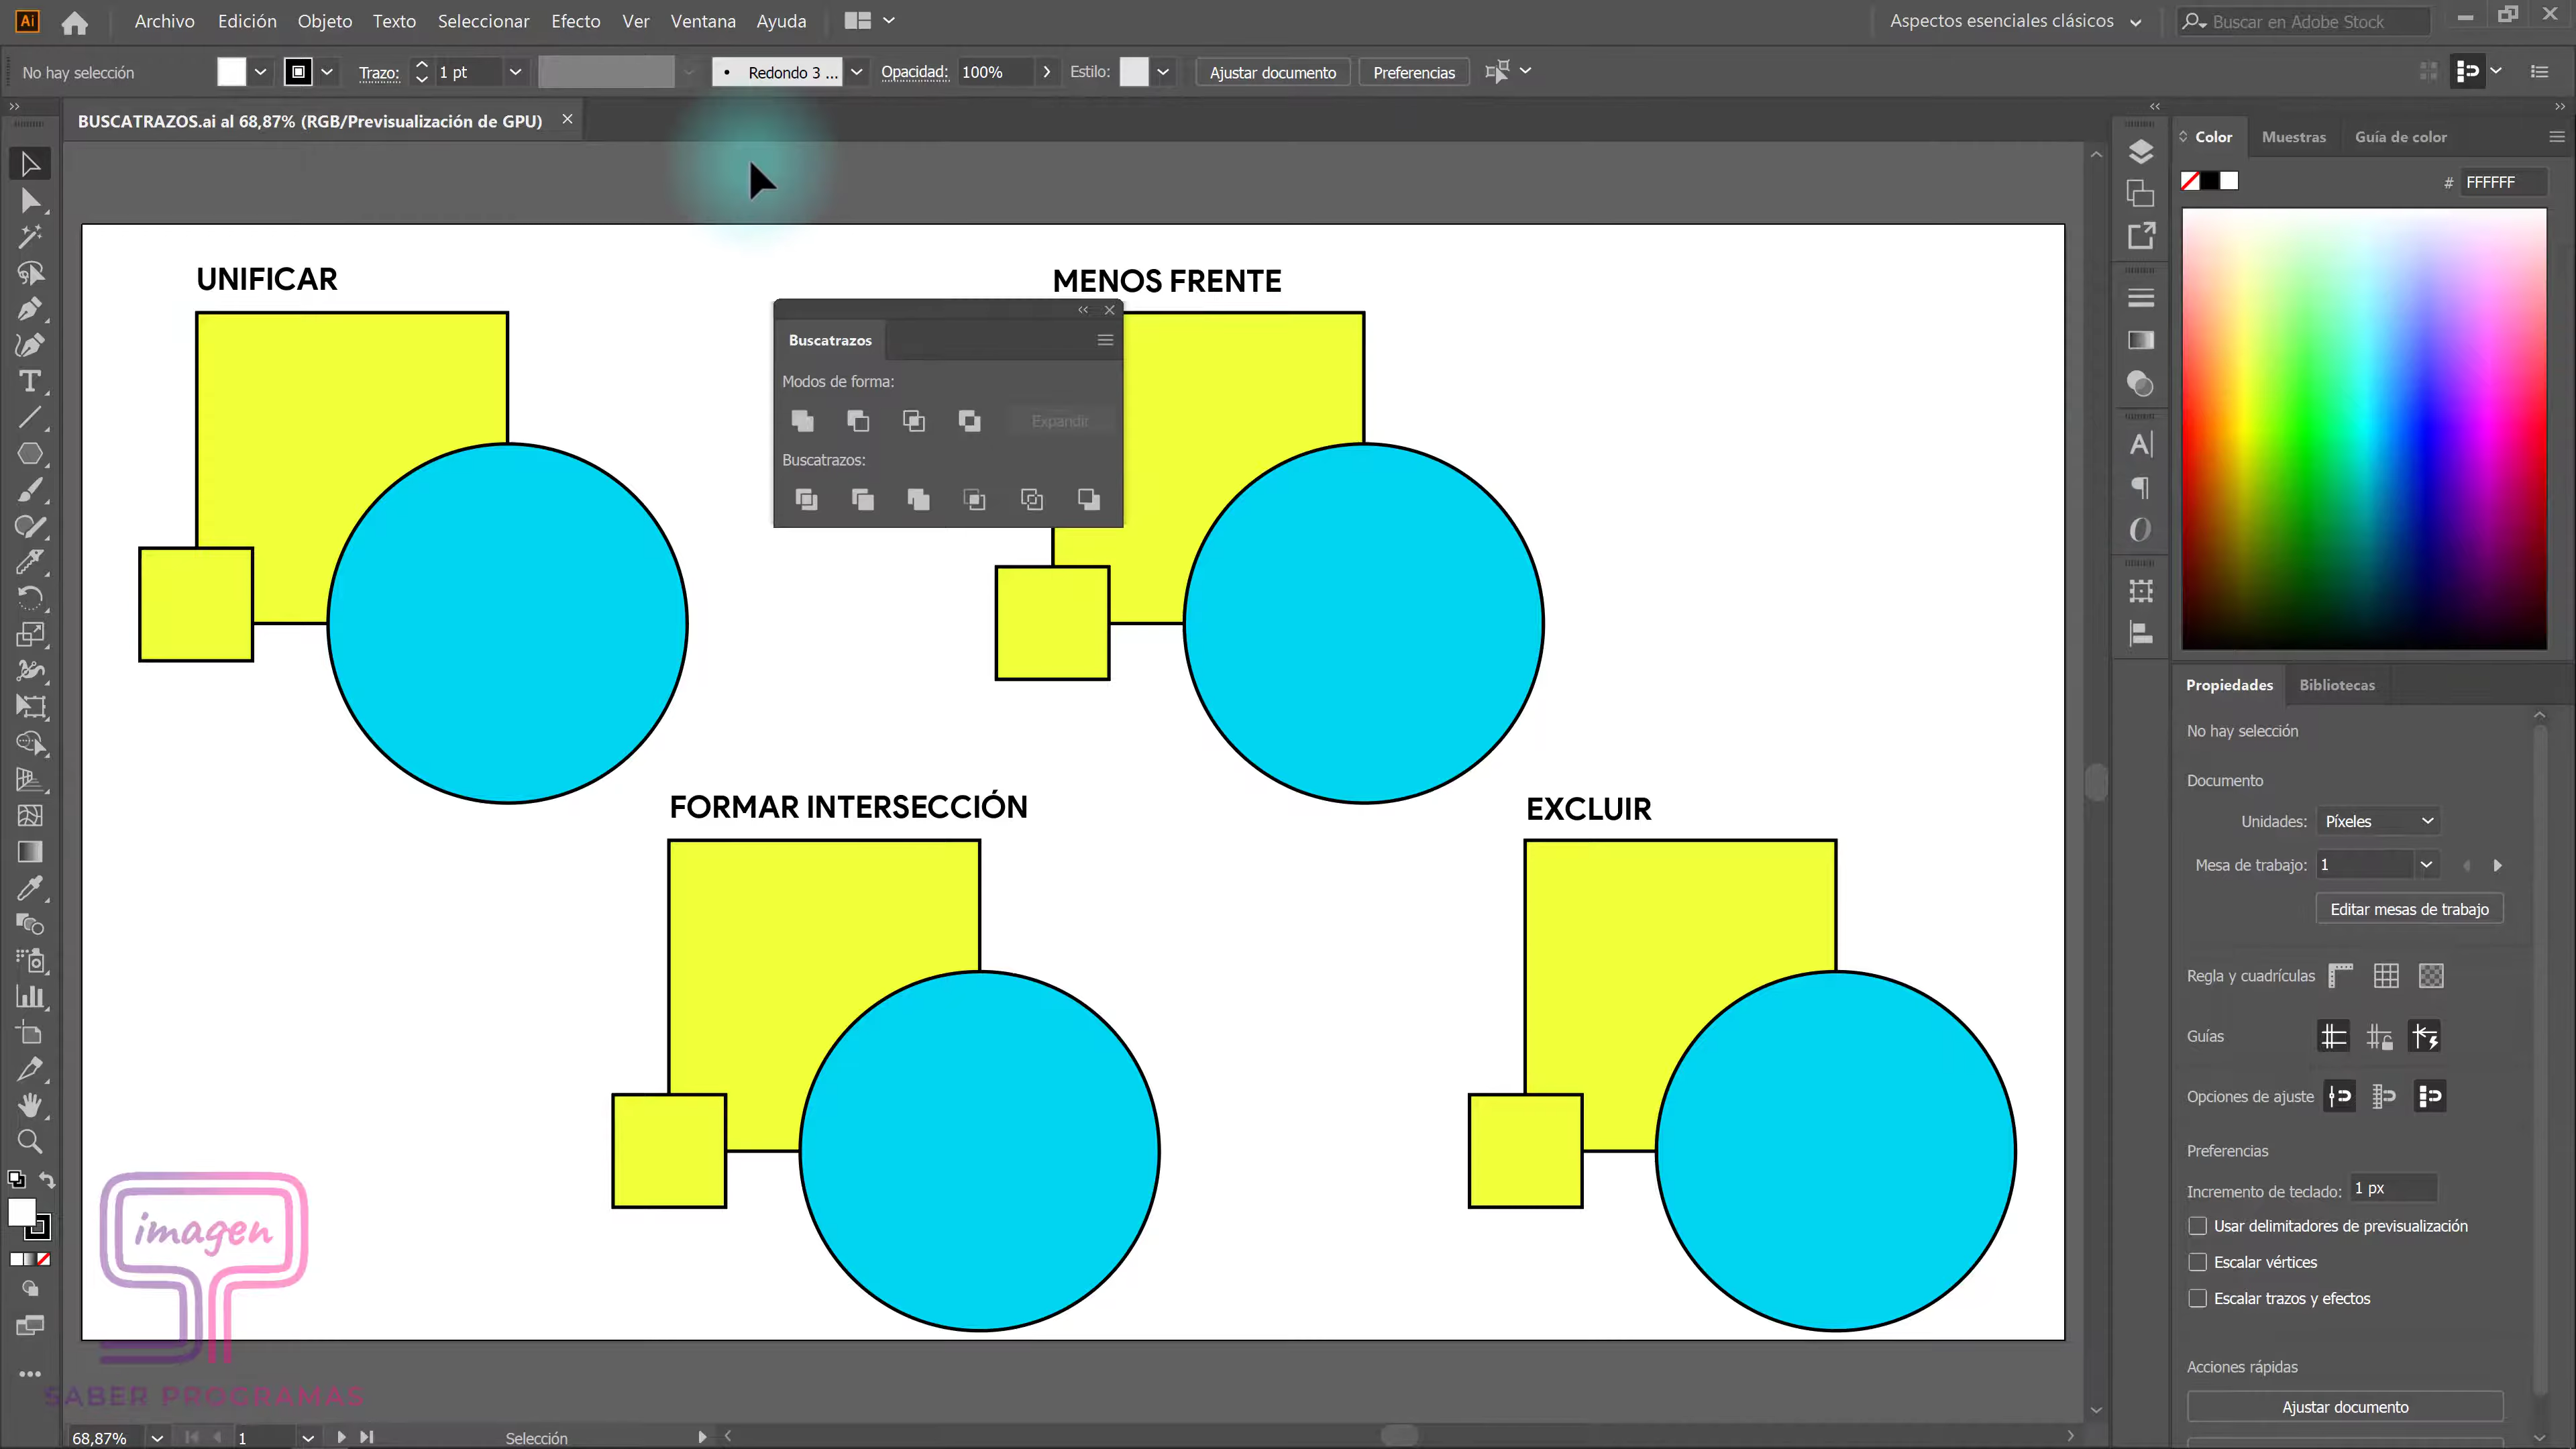 Ai Archivo Edición Objeto Texto Seleccionar Efecto Ver Ventana Ayuda Aspectos esenciales clásicos Buscar en Adobe Stock
No hay selección Trazo: 1 pt Redondo 3 ... Opacidad: 100% Estilo: Ajustar documento Preferencias
BUSCATRAZOS.ai al 68,87% (RGB/Previsualización de GPU)
Color Muestras Guía de color
# FFFFFF
UNIFICAR
MENOS FRENTE
Buscatrazos
Modos de forma:
Expandir
Buscatrazos:
FORMAR INTERSECCIÓN
EXCLUIR
Propiedades Bibliotecas
No hay selección
Documento
Unidades: Píxeles
Mesa de trabajo: 1
Editar mesas de trabajo
Regla y cuadrículas
Guías
Opciones de ajuste
Preferencias
Incremento de teclado: 1 px
Usar delimitadores de previsualización
Escalar vértices
Escalar trazos y efectos
Acciones rápidas
Ajustar documento
imagen
SABER PROGRAMAS
68,87% 1 Selección